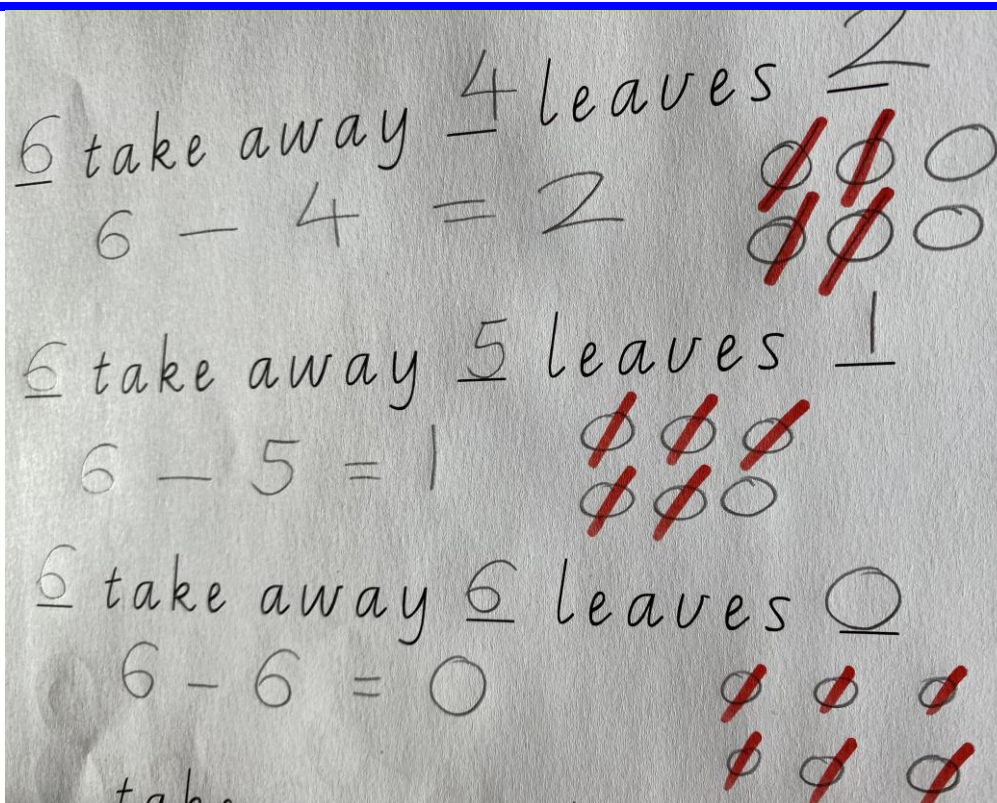 6 take away 4 leaves 2
6 - 4 = 2
6 take away 5 leaves 1
6 - 5 = 1
6 take away 6 leaves 0
6 - 6 = 0
take